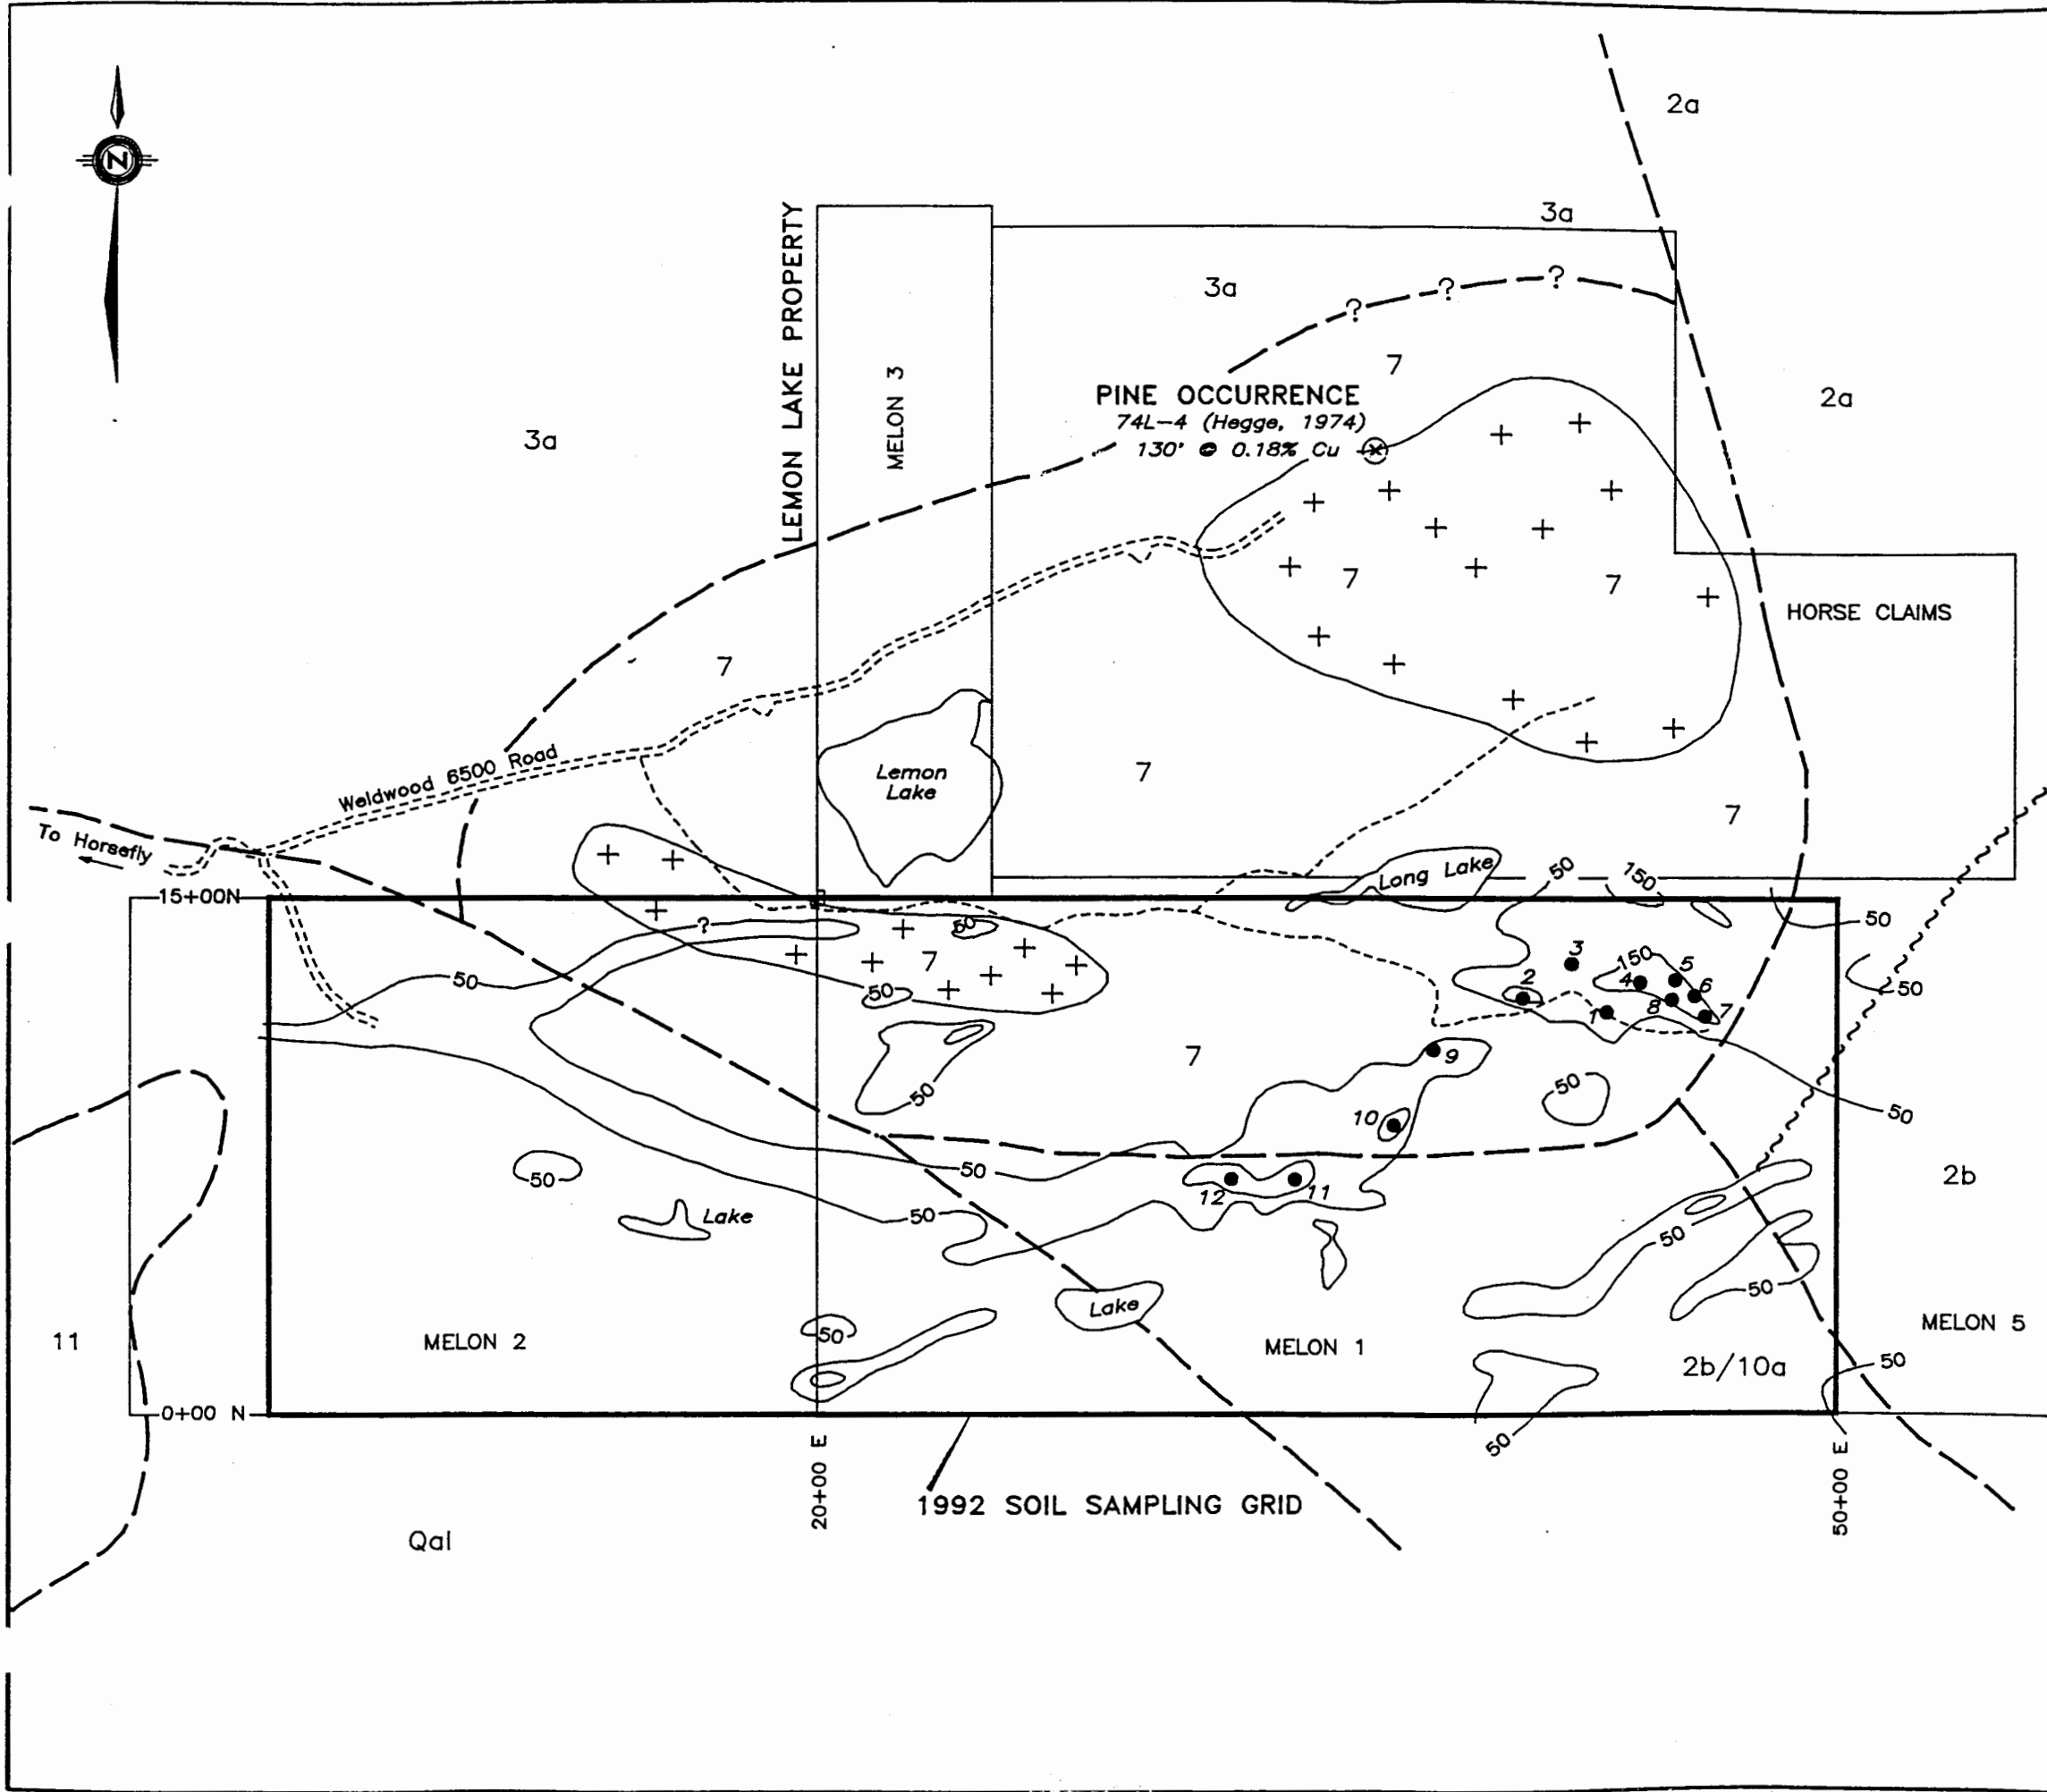 N
2a
3a
LEMON LAKE PROPERTY
MELON 3
3a
? ? ?
7
PINE OCCURRENCE
74L-4 (Hegge, 1974)
130' @ 0.18% Cu
2a
3a
7
7
HORSE CLAIMS
7
Weldwood 6500 Road
Lemon
Lake
7
7
To Horsefly
Long Lake
50
150
15+00N
?
50
50
50
7
3
150
5
4
6
2
8
7
1
50
50
50
50
9
7
50
50
10
50
50
12
11
2b
Lake
50
50
50
Lake
50
11
MELON 2
MELON 1
MELON 5
2b/10a
50
0+00 N
50
20+00 E
50+00 E
1992 SOIL SAMPLING GRID
Qal